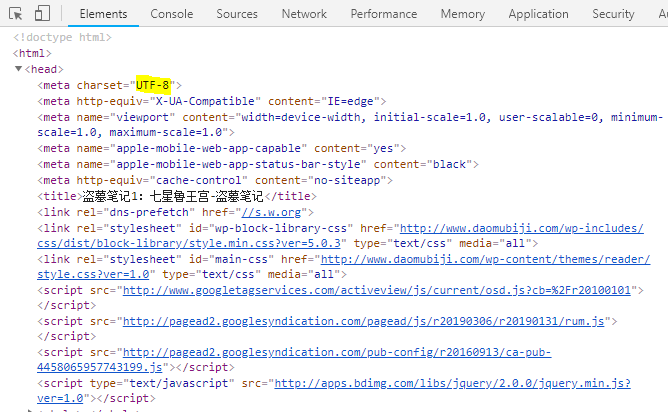 Elements Console Sources Network Performance Memory Application Security Au
<!doctype html>
<html>
<head>
<meta charset="UTF-8">
<meta http-equiv="X-UA-Compatible" content="IE=edge">
<meta name="viewport" content="width=device-width, initial-scale=1.0, user-scalable=0, minimum-
scale=1.0, maximum-scale=1.0">
<meta name="apple-mobile-web-app-capable" content="yes">
<meta name="apple-mobile-web-app-status-bar-style" content="black">
<meta http-equiv="cache-control" content="no-siteapp">
<title>盗墓笔记1：七星鲁王宫-盗墓笔记</title>
<link rel="dns-prefetch" href="//s.w.org">
<link rel="stylesheet" id="wp-block-library-css" href="http://www.daomubiji.com/wp-includes/
css/dist/block-library/style.min.css?ver=5.0.3" type="text/css" media="all">
<link rel="stylesheet" id="main-css" href="http://www.daomubiji.com/wp-content/themes/reader/
style.css?ver=1.0" type="text/css" media="all">
<script src="http://www.googletagservices.com/activeview/js/current/osd.js?cb=%2Fr20100101">
</script>
<script src="http://pagead2.googlesyndication.com/pagead/js/r20190306/r20190131/rum.js">
</script>
<script src="http://pagead2.googlesyndication.com/pub-config/r20160913/ca-pub-
4458065957743199.js"></script>
<script type="text/javascript" src="http://apps.bdimg.com/libs/jquery/2.0.0/jquery.min.js?
ver=1.0"></script>